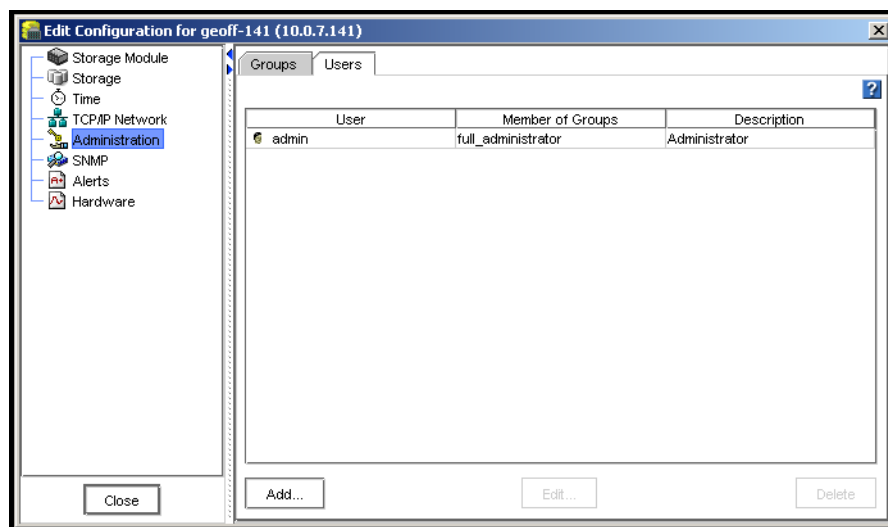 Edit Configuration for geoff-141 (10.0.7.141)
Storage Module
Storage
Time
TCP/IP Network
Administration
SNMP
Alerts
Hardware
Close
Groups
Users
?
User Member of Groups Description
admin full_administrator Administrator
Add... Edit... Delete